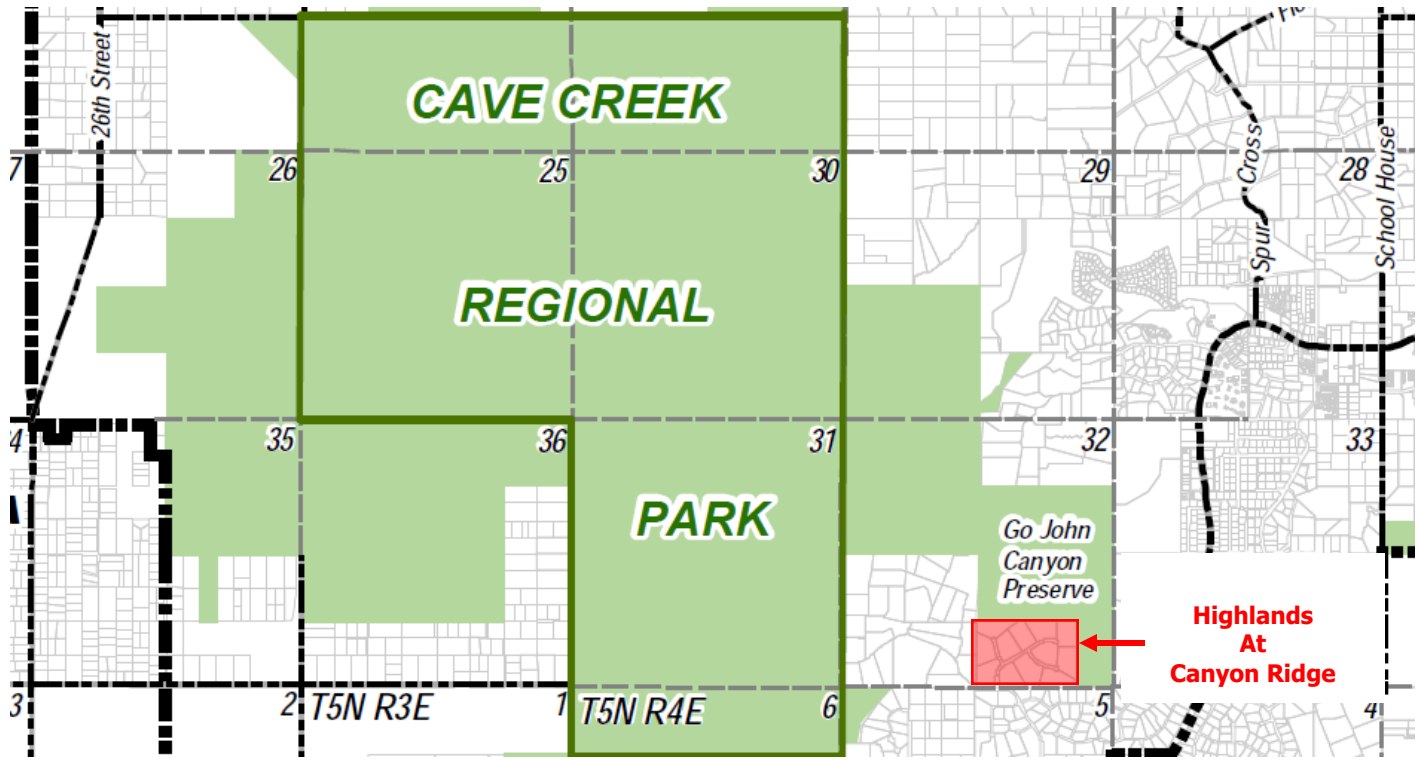 26th Street
Flo
CAVE CREEK
Cross
School House
7
26
25
30
29
28
Spur
REGIONAL
4
35
36
31
32
33
PARK
Go John
Canyon
Preserve
Highlands
At
Canyon Ridge
3
2
T5N R3E
1
T5N R4E
6
5
4